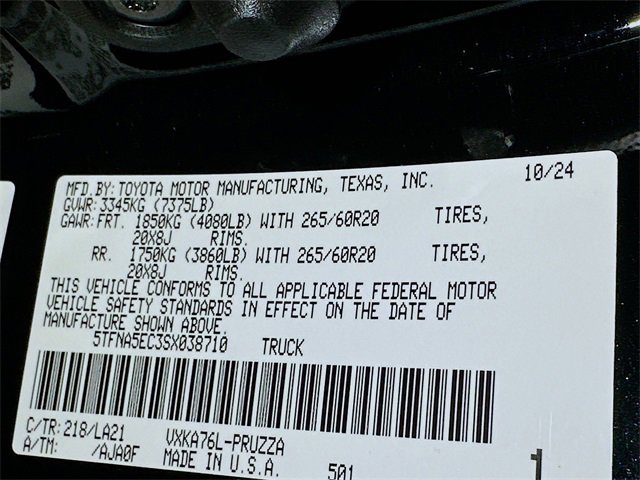 MFD. BY: TOYOTA MOTOR MANUFACTURING, TEXAS, INC. 10/24
GVWR: 3345KG (7375LB)
GAWR: FRT. 1850KG (4080LB) WITH 265/60R20 TIRES,
20X8J RIMS.
RR. 1750KG (3860LB) WITH 265/60R20 TIRES,
20X8J RIMS.
THIS VEHICLE CONFORMS TO ALL APPLICABLE FEDERAL MOTOR
VEHICLE SAFETY STANDARDS IN EFFECT ON THE DATE OF
MANUFACTURE SHOWN ABOVE.
5TFNA5EC3SX038710 TRUCK
C/TR: 218/LA21 VXKA76L-PRUZZA
A/TM: /AJA0F MADE IN U.S.A. 501 1